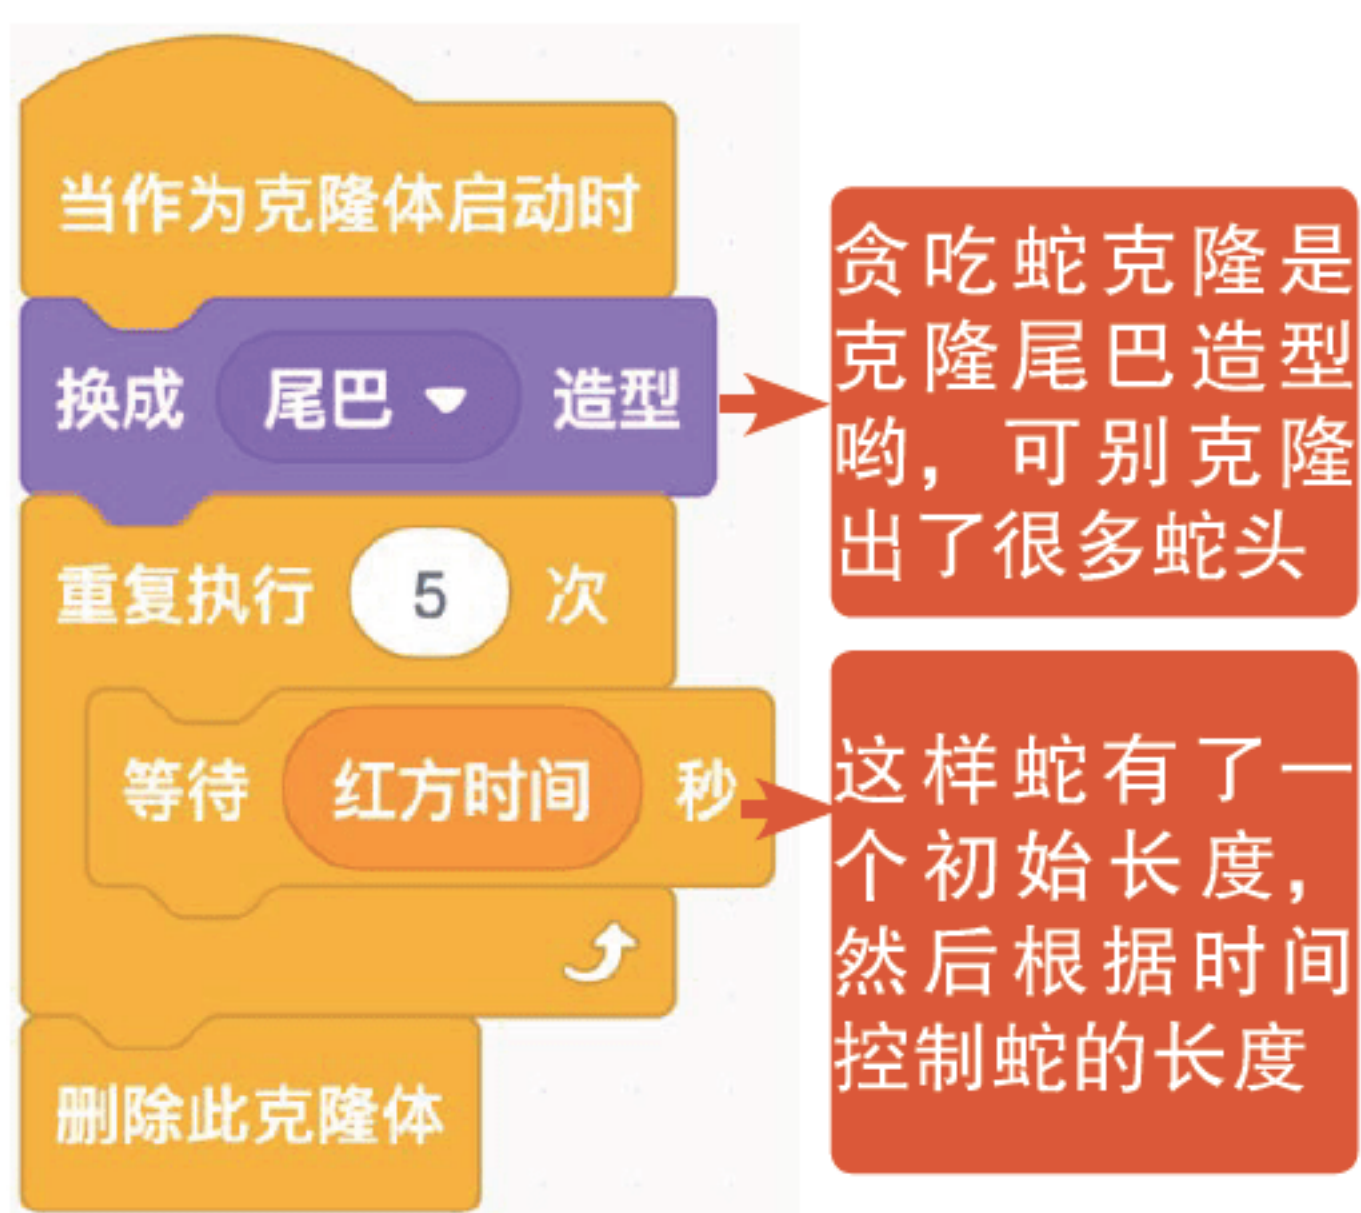 当作为克隆体启动时
换成 尾巴 造型
重复执行 5 次
等待 红方时间 秒
删除此克隆体
贪吃蛇克隆是
克隆尾巴造型
哟，可别克隆
出了很多蛇头
这样蛇有了一
个初始长度，
然后根据时间
控制蛇的长度